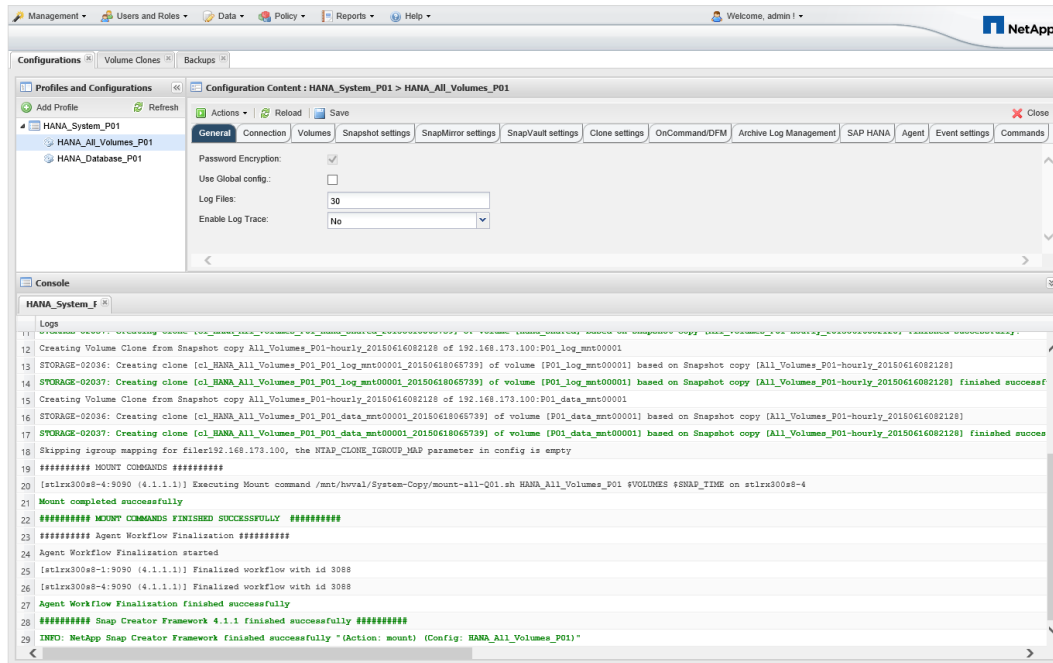 Management Users and Roles Data Policy Reports Help Welcome, admin !
NetApp
Configurations Volume Clones Backups
Profiles and Configurations
Configuration Content : HANA_System_P01 > HANA_All_Volumes_P01
Add Profile Refresh
Actions Reload Save Close
HANA_System_P01
HANA_All_Volumes_P01
HANA_Database_P01
General Connection Volumes Snapshot settings SnapMirror settings SnapVault settings Clone settings OnCommand/DFM Archive Log Management SAP HANA Agent Event settings Commands
Password Encryption:
Use Global config.:
Log Files: 30
Enable Log Trace: No
Console
HANA_System_F
Logs
12 Creating Volume Clone from Snapshot copy All_Volumes_P01-hourly_20150616082128 of 192.168.173.100:P01_log_mnt00001
13 STORAGE-02036: Creating clone [cl_HANA_All_Volumes_P01_P01_log_mnt00001_20150618065739] of volume [P01_log_mnt00001] based on Snapshot copy [All_Volumes_P01-hourly_20150616082128]
14 STORAGE-02037: Creating clone [cl_HANA_All_Volumes_P01_P01_log_mnt00001_20150618065739] of volume [P01_log_mnt00001] based on Snapshot copy [All_Volumes_P01-hourly_20150616082128] finished successf
15 Creating Volume Clone from Snapshot copy All_Volumes_P01-hourly_20150616082128 of 192.168.173.100:P01_data_mnt00001
16 STORAGE-02036: Creating clone [cl_HANA_All_Volumes_P01_P01_data_mnt00001_20150618065739] of volume [P01_data_mnt00001] based on Snapshot copy [All_Volumes_P01-hourly_20150616082128]
17 STORAGE-02037: Creating clone [cl_HANA_All_Volumes_P01_P01_data_mnt00001_20150618065739] of volume [P01_data_mnt00001] based on Snapshot copy [All_Volumes_P01-hourly_20150616082128] finished succes
18 Skipping igroup mapping for filer192.168.173.100, the NTAP_CLONE_IGROUP_MAP parameter in config is empty
19 ########## MOUNT COMMANDS ##########
20 [stlrx300s8-4:9090 (4.1.1.1)] Executing Mount command /mnt/hwval/System-Copy/mount-all-Q01.sh HANA_All_Volumes_P01 $VOLUMES $SNAP_TIME on stlrx300s8-4
21 Mount completed successfully
22 ########## MOUNT COMMANDS FINISHED SUCCESSFULLY ##########
23 ########## Agent Workflow Finalization ##########
24 Agent Workflow Finalization started
25 [stlrx300s8-1:9090 (4.1.1.1)] Finalized workflow with id 3088
26 [stlrx300s8-4:9090 (4.1.1.1)] Finalized workflow with id 3088
27 Agent Workflow Finalization finished successfully
28 ########## Snap Creator Framework 4.1.1 finished successfully ##########
29 INFO: NetApp Snap Creator Framework finished successfully "(Action: mount) (Config: HANA_All_Volumes_P01)"